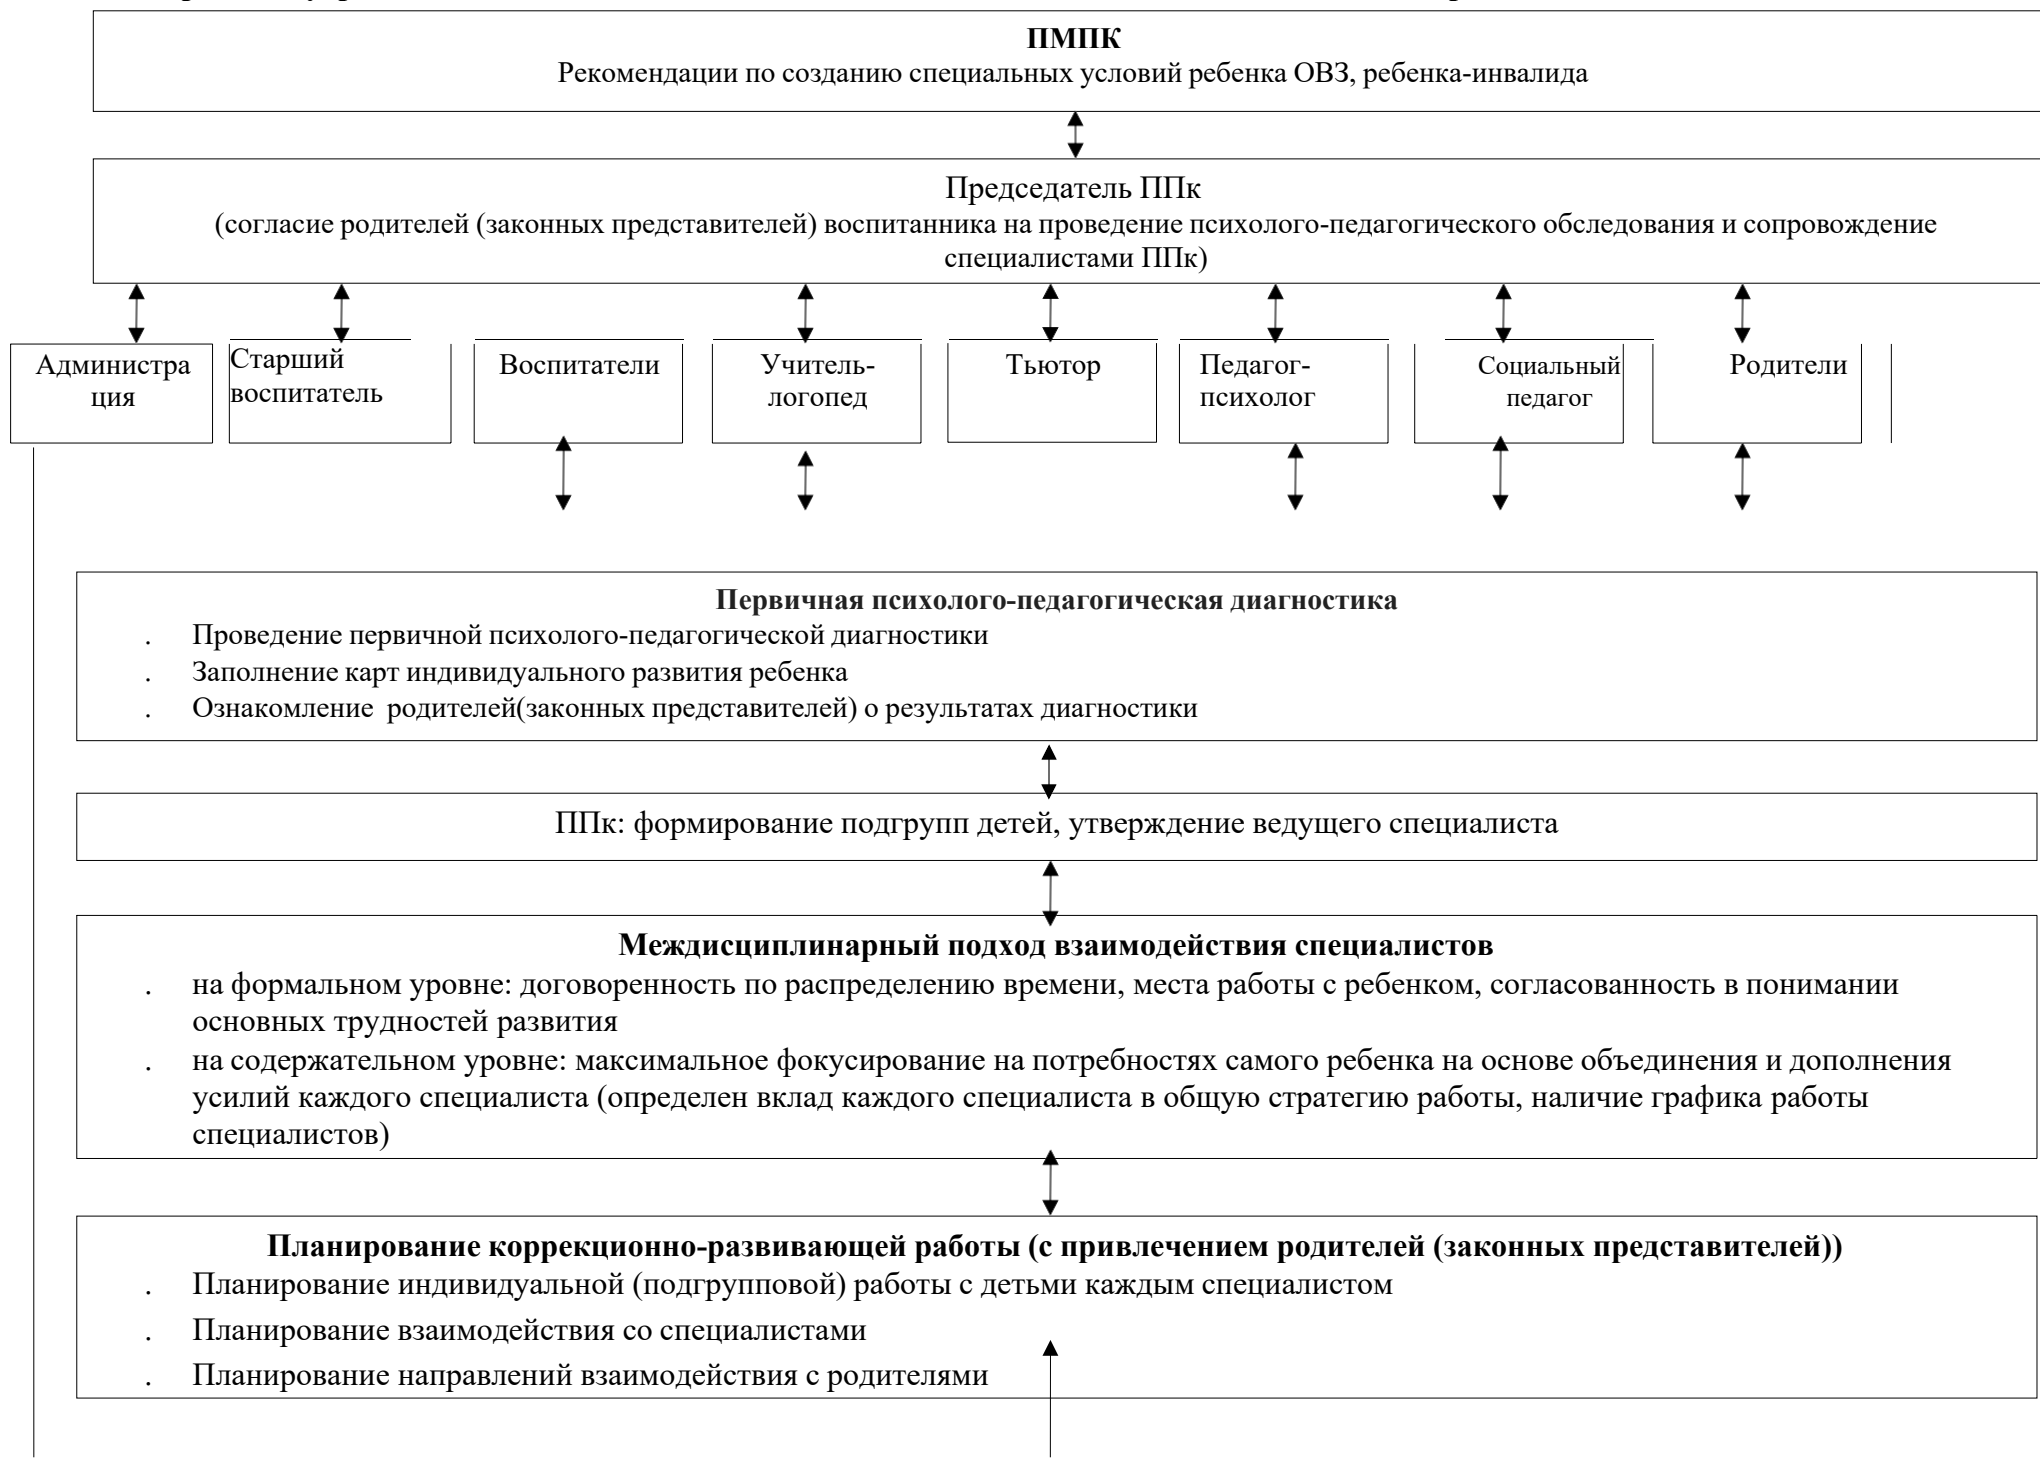 ПМПК
Рекомендации по созданию специальных условий ребенка ОВЗ, ребенка-инвалида
Председатель ППк
(согласие родителей (законных представителей) воспитанника на проведение психолого-педагогического обследования и сопровождение
специалистами ППк)
Администра
ция
Старший
воспитатель
Воспитатели
Учитель-
логопед
Тьютор
Педагог-
психолог
Социальный
педагог
Родители
Первичная психолого-педагогическая диагностика
. Проведение первичной психолого-педагогической диагностики
. Заполнение карт индивидуального развития ребенка
. Ознакомление родителей(законных представителей) о результатах диагностики
ППк: формирование подгрупп детей, утверждение ведущего специалиста
Междисциплинарный подход взаимодействия специалистов
. на формальном уровне: договоренность по распределению времени, места работы с ребенком, согласованность в понимании
основных трудностей развития
. на содержательном уровне: максимальное фокусирование на потребностях самого ребенка на основе объединения и дополнения
усилий каждого специалиста (определен вклад каждого специалиста в общую стратегию работы, наличие графика работы
специалистов)
Планирование коррекционно-развивающей работы (с привлечением родителей (законных представителей))
. Планирование индивидуальной (подгрупповой) работы с детьми каждым специалистом
. Планирование взаимодействия со специалистами
. Планирование направлений взаимодействия с родителями